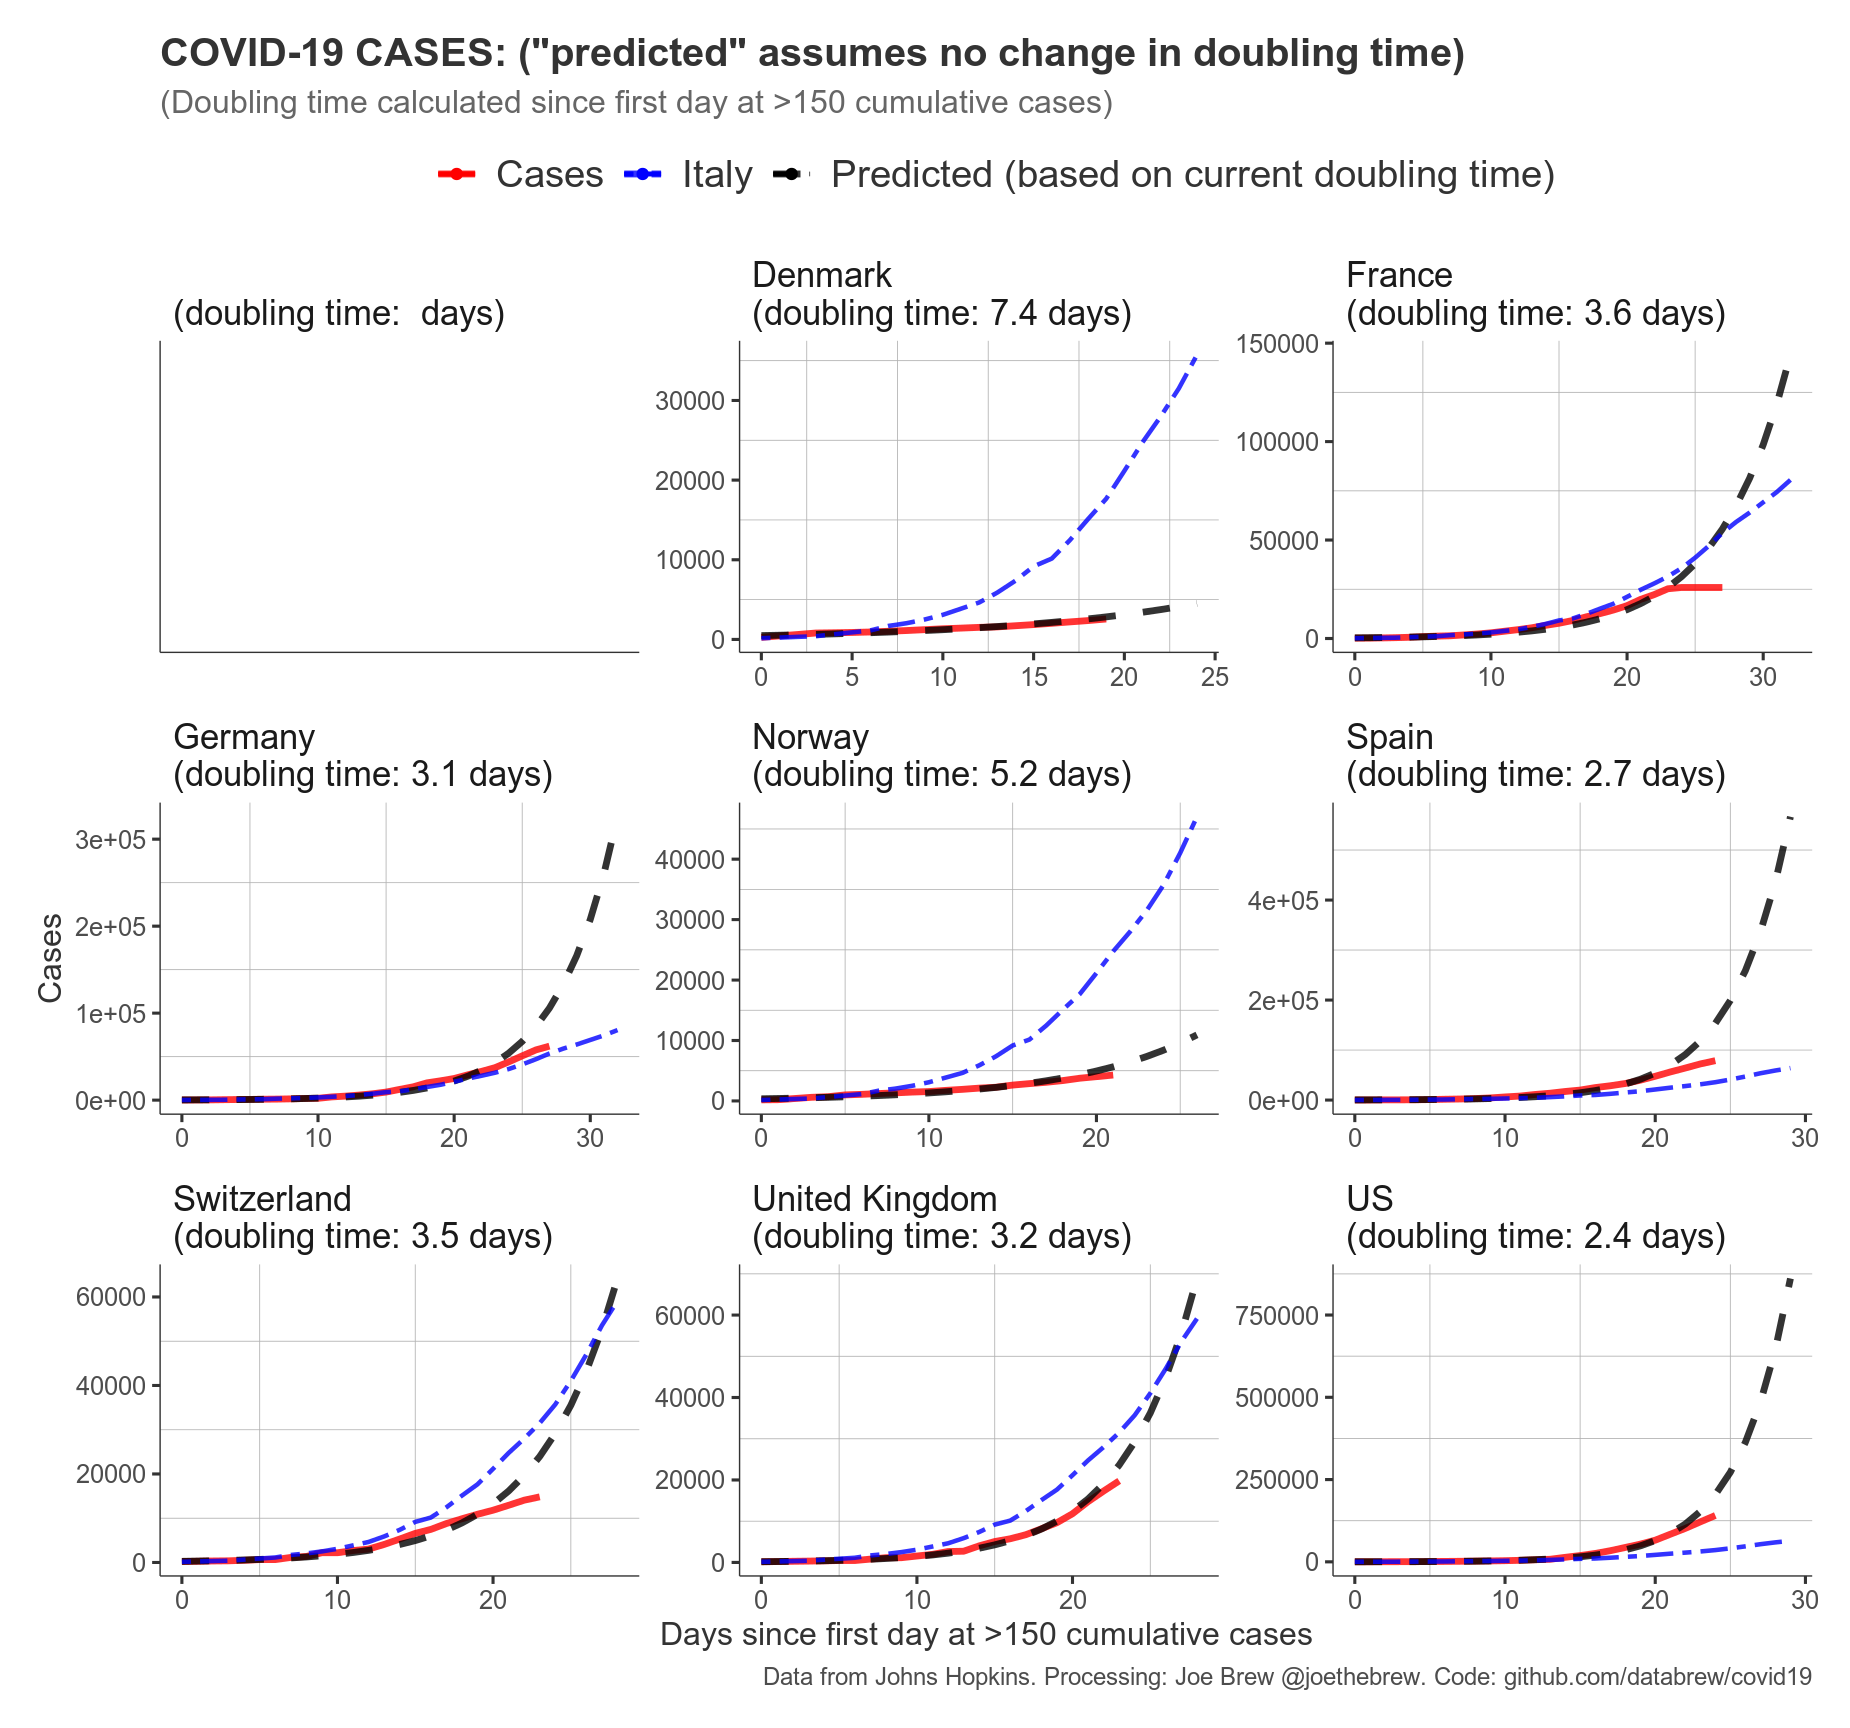 COVID-19 CASES: ("predicted" assumes no change in doubling time)
(Doubling time calculated since first day at >150 cumulative cases)
Cases Italy Predicted (based on current doubling time)
(doubling time:  days)
Denmark
(doubling time: 7.4 days)
30000
20000
10000
0
0 5 10 15 20 25
France
(doubling time: 3.6 days)
150000
100000
50000
0
0 10 20 30
Cases
Germany
(doubling time: 3.1 days)
3e+05
2e+05
1e+05
0e+00
0 10 20 30
Norway
(doubling time: 5.2 days)
40000
30000
20000
10000
0
0 10 20
Spain
(doubling time: 2.7 days)
4e+05
2e+05
0e+00
0 10 20 30
Switzerland
(doubling time: 3.5 days)
60000
40000
20000
0
0 10 20
United Kingdom
(doubling time: 3.2 days)
60000
40000
20000
0
0 10 20
US
(doubling time: 2.4 days)
750000
500000
250000
0
0 10 20 30
Days since first day at >150 cumulative cases
Data from Johns Hopkins. Processing: Joe Brew @joethebrew. Code: github.com/databrew/covid19